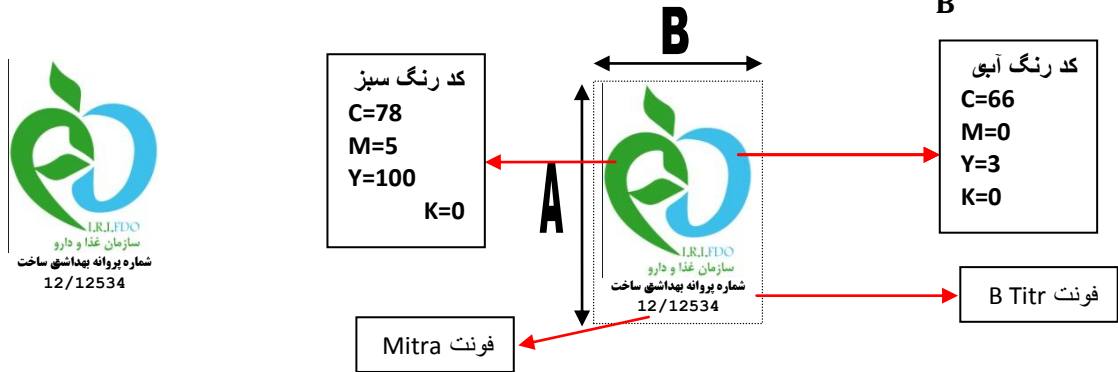 B
I.R.I.FDO
سازمان غذا و دارو
شماره پروانه بهداشتی ساخت
12/12534
کد رنگ سبز
C=78
M=5
Y=100
K=0
B
A
I.R.I.FDO
سازمان غذا و دارو
شماره پروانه بهداشتی ساخت
12/12534
کد رنگ آبی
C=66
M=0
Y=3
K=0
فونت B Titr
فونت Mitra